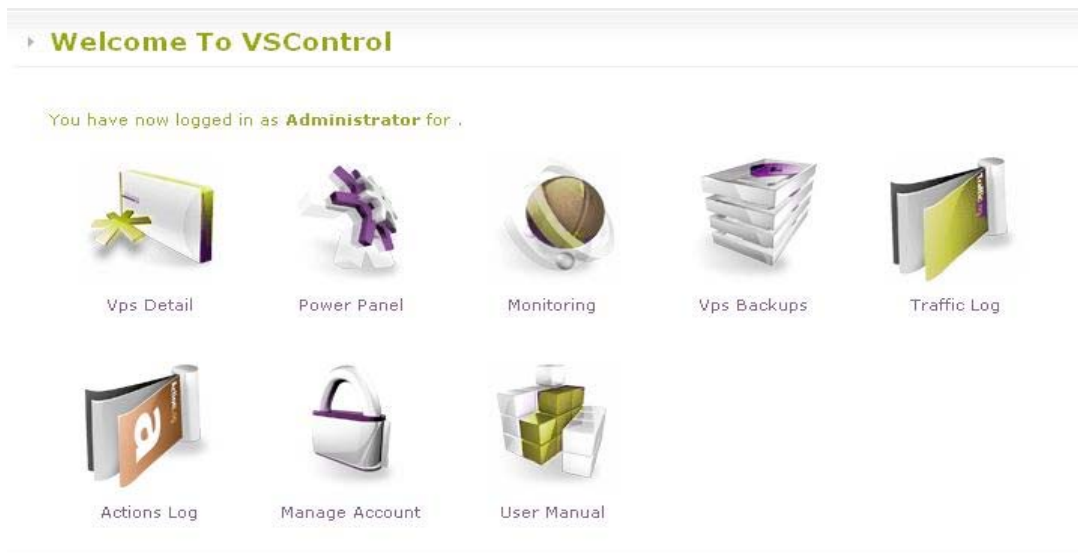 Welcome To VSControl
You have now logged in as Administrator for .
Vps Detail
Power Panel
Monitoring
Vps Backups
Traffic Log
Actions Log
Manage Account
User Manual